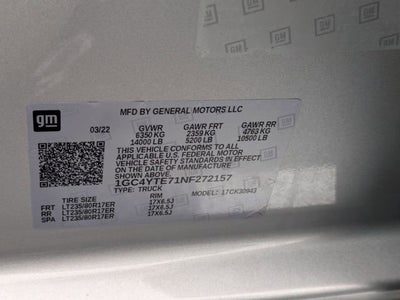 gm
MFD BY GENERAL MOTORS LLC
03/22 GVWR GAWR FRT GAWR RR
6350 KG 2359 KG 4763 KG
14000 LB 5200 LB 10500 LB
THIS VEHICLE CONFORMS TO ALL
APPLICABLE U.S. FEDERAL MOTOR
VEHICLE SAFETY STANDARDS IN EFFECT
ON THE DATE OF MANUFACTURE
SHOWN ABOVE.
1GC4YTE71NF272157
TYPE: TRUCK MODEL: 17CK30943
TIRE SIZE RIM
FRT LT235/80R17ER 17X6.5J
RR LT235/80R17ER 17X6.5J
SPA LT235/80R17ER 17X6.5J